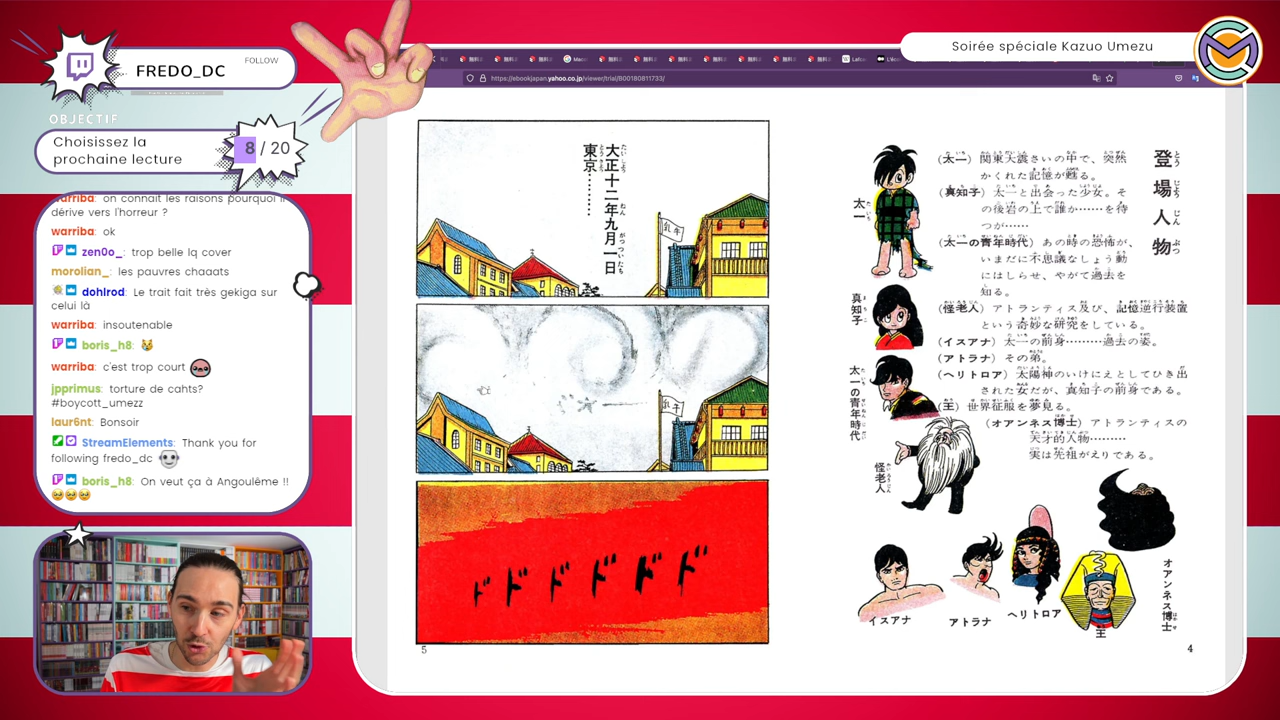 FREDO_DC
FOLLOW
OBJECTIF
Choisissez la
prochaine lecture
8 / 20
warriba: on connait les raisons pourquoi il
dérive vers l'horreur ?
warriba: ok
zen0o_: trop belle lq cover
morolian_: les pauvres chaaats
dohlrod: Le trait fait très gekiga sur
celui là
warriba: insoutenable
boris_h8:
warriba: c'est trop court
jpprimus: torture de cahts?
#boycott_umezz
laur6nt: Bonsoir
StreamElements: Thank you for
following fredo_dc
boris_h8: On veut ça à Angoulême !!
Soirée spéciale Kazuo Umezu
https://ebookjapan.yahoo.co.jp/viewer/trial/B00180811733/
登場人物
とうじょうじんぶつ
(太一) 関東大震さいの中で、突然
かくれた記憶が甦る。
(真知子) 太一と出会った少女。そ
の後岩の上で誰か……を待
つが……
(太一の青年時代) あの時の恐怖が、
いまだに不思議なしょう動
にはしらせ、やがて過去を
知る。
(怪老人) アトランティス及び、記憶逆行装置
という奇妙な研究をしている。
(イスアナ) 太一の前身………過去の姿。
(アトラナ) その弟。
(ヘリトロア) 太陽神のいけにえとしてひき出
された女だが、真知子の前身である。
(王) 世界征服を夢見る。
(オアンネス博士) アトランティスの
天才的人物………
実は先祖がえりである。
太一
真知子
太一の青年時代
怪老人
イスアナ
アトラナ
ヘリトロア
王
オアンネス博士
4
大正十二年九月一日
東京………
牛乳
牛乳
ドドドドドド
5